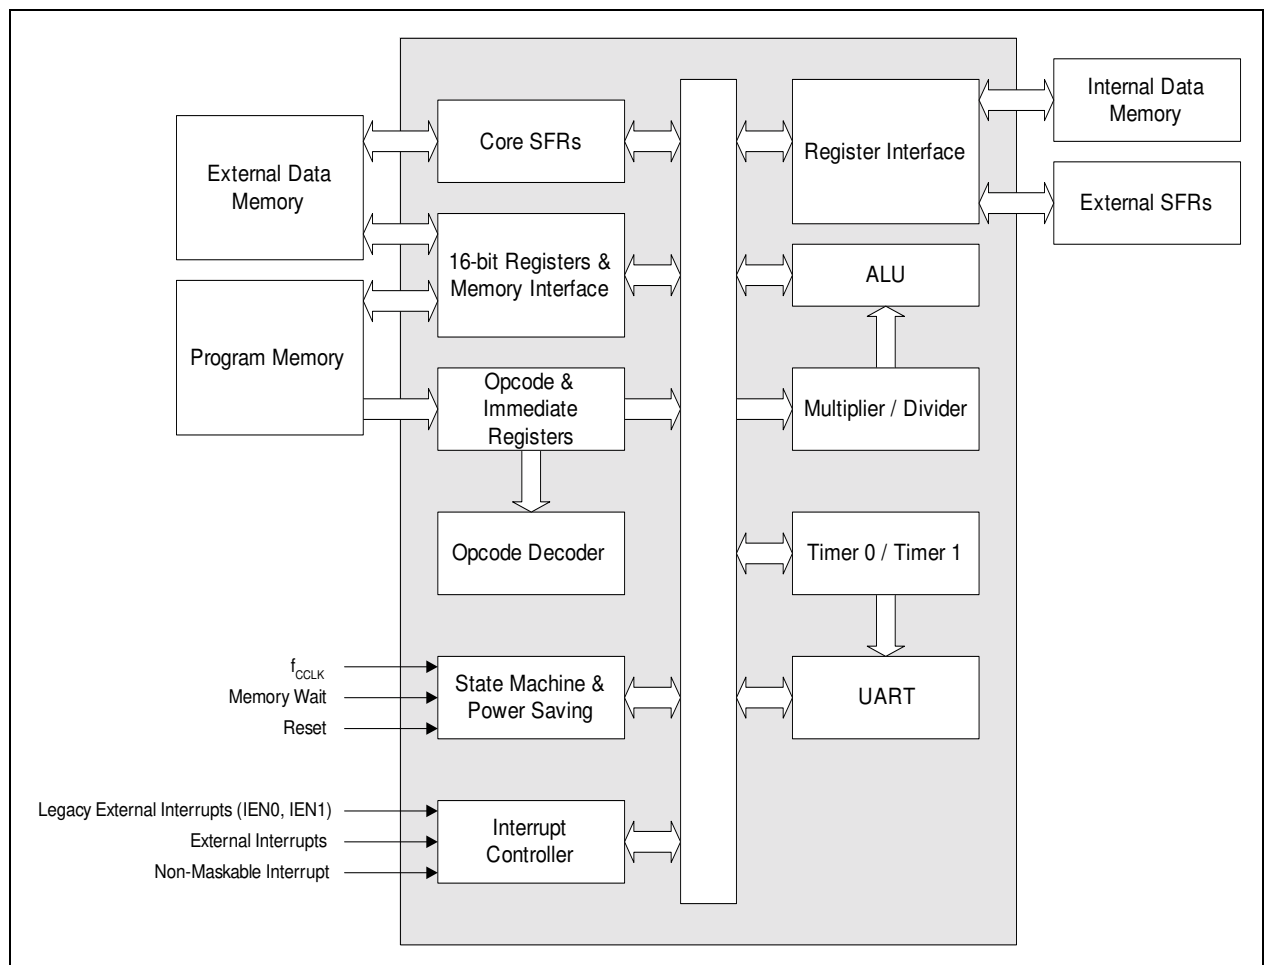 Internal Data
Memory
Core SFRs
Register Interface
External Data
Memory
External SFRs
16-bit Registers &
Memory Interface
ALU
Program Memory
Opcode &
Immediate
Registers
Multiplier / Divider
Opcode Decoder
Timer 0 / Timer 1
fCCLK
Memory Wait
Reset
State Machine &
Power Saving
UART
Legacy External Interrupts (IEN0, IEN1)
External Interrupts
Non-Maskable Interrupt
Interrupt
Controller